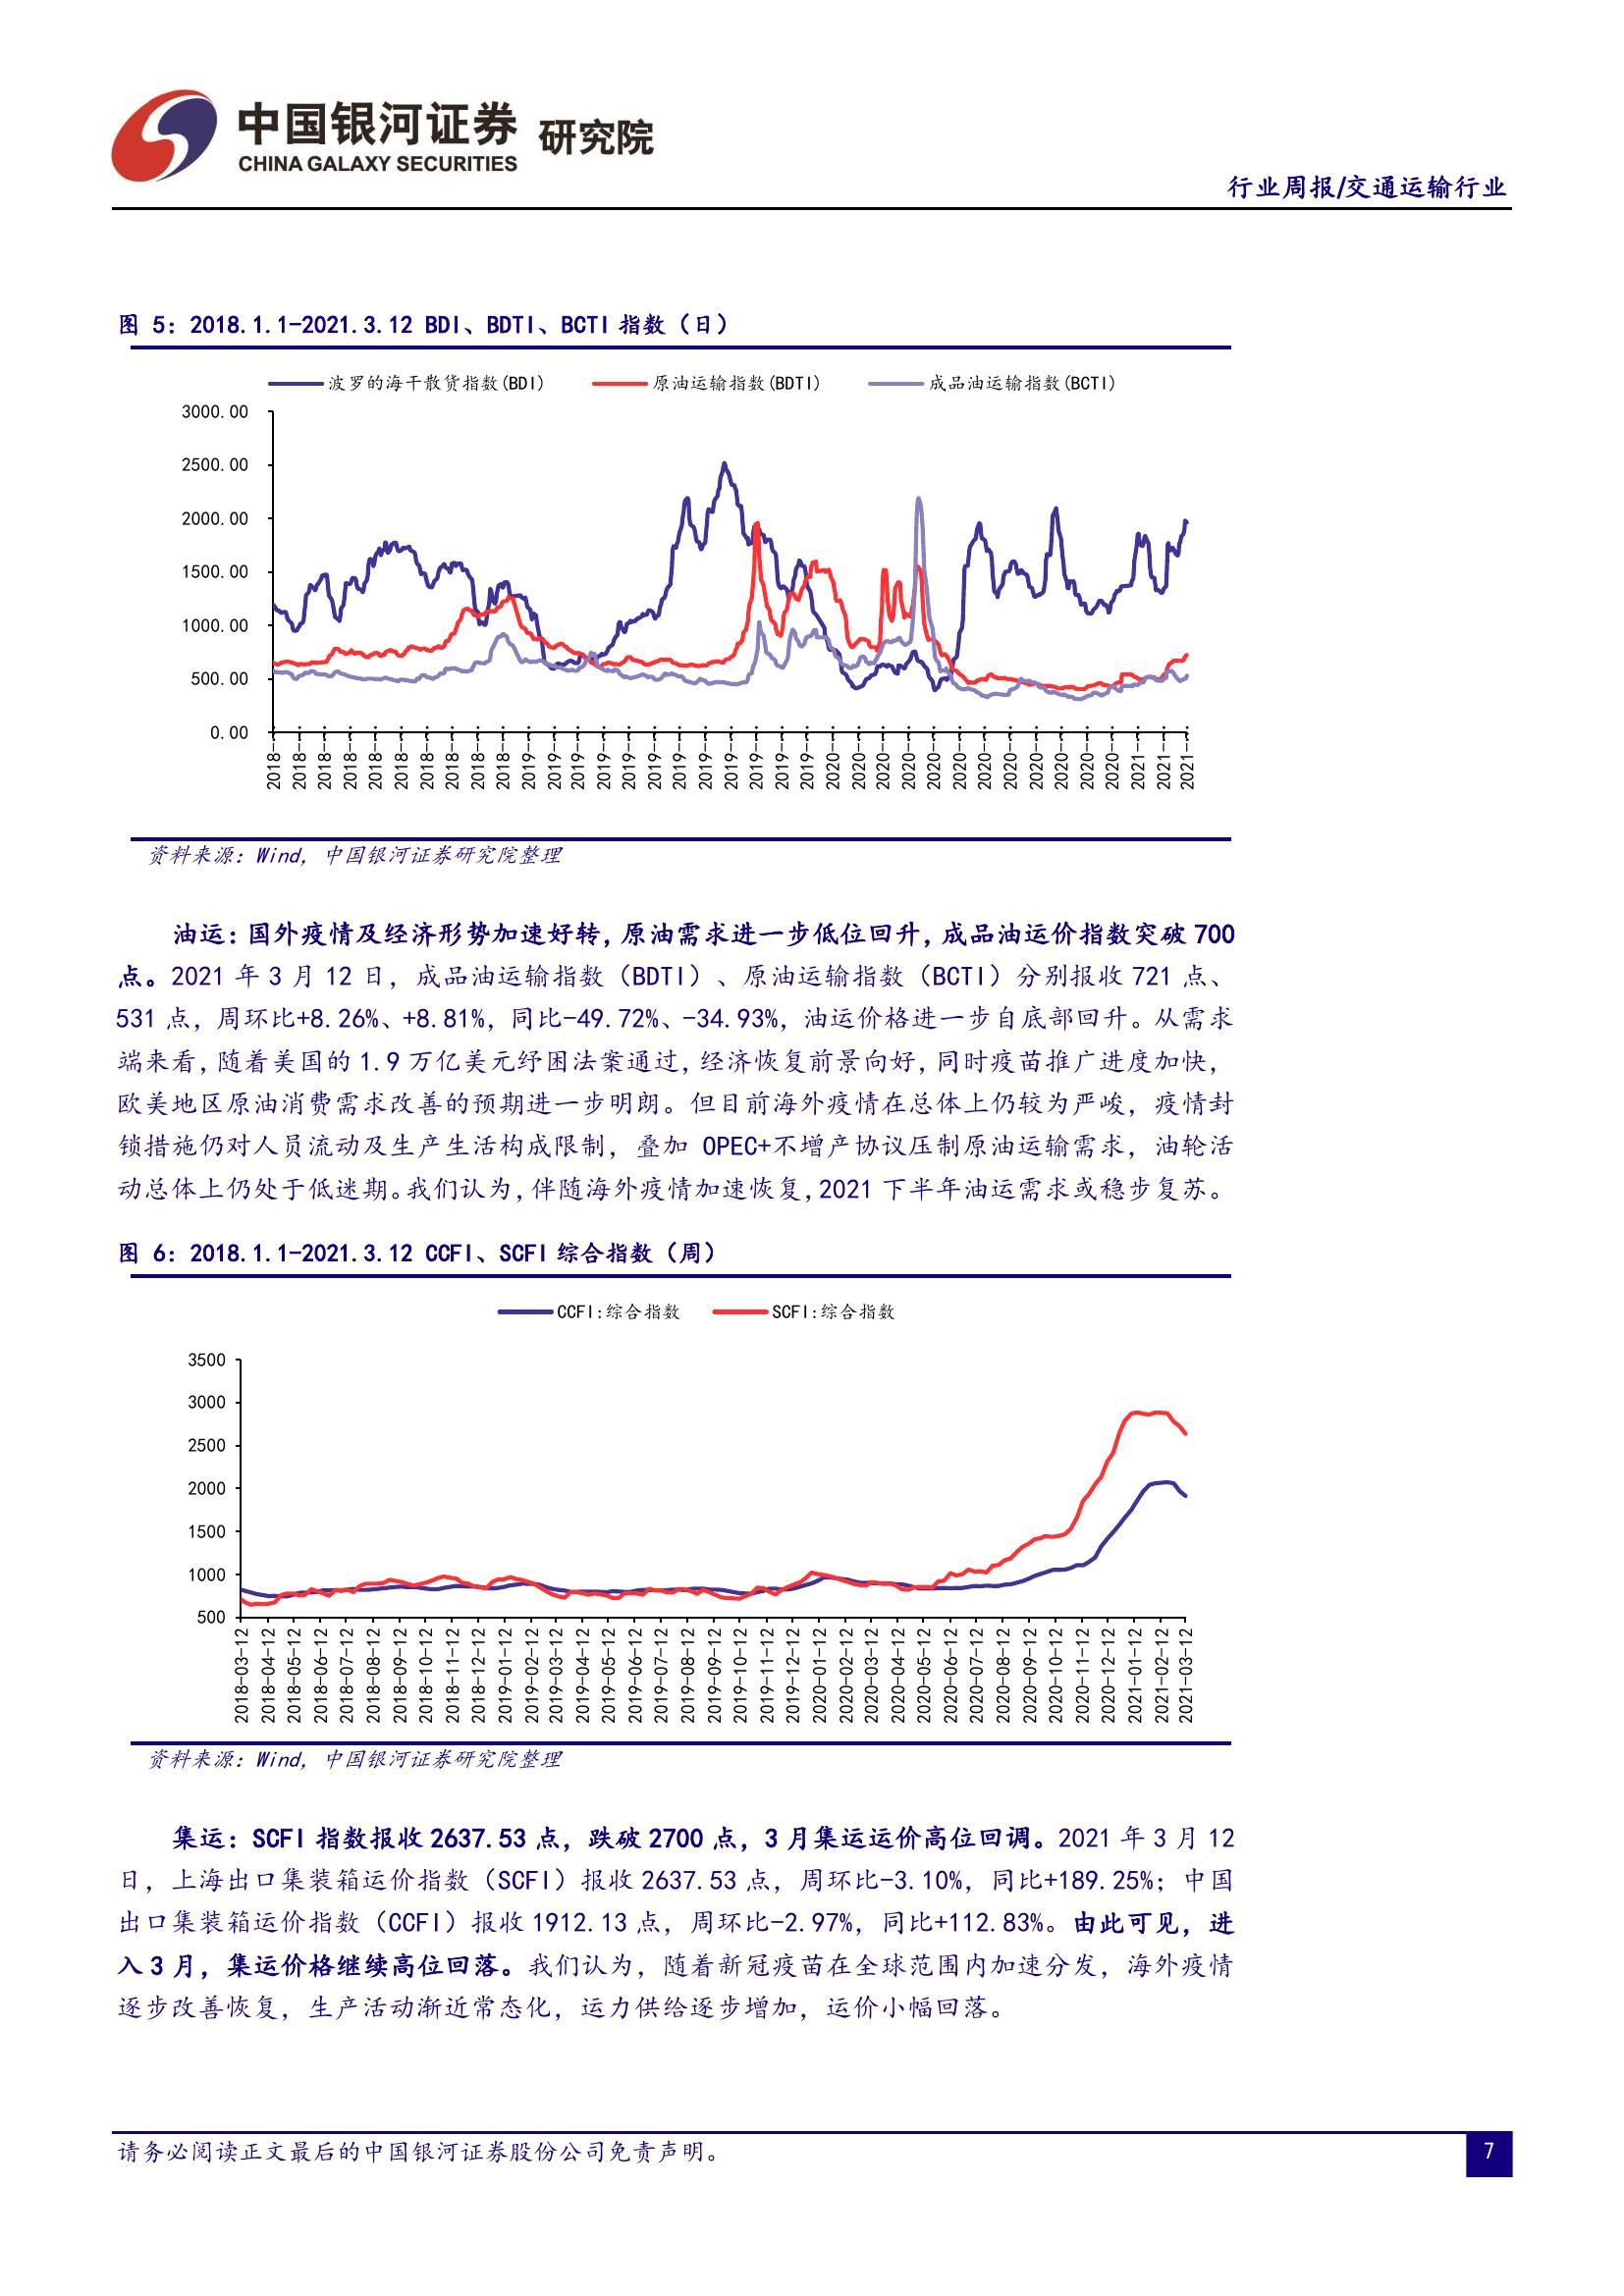 中国银河证券 研究院
CHINA GALAXY SECURITIES
行业周报/交通运输行业
图 5：2018.1.1-2021.3.12 BDI、BDTI、BCTI 指数（日）
波罗的海干散货指数(BDI) 原油运输指数(BDTI) 成品油运输指数(BCTI)
3000.00
2500.00
2000.00
1500.00
1000.00
500.00
0.00
2018-… 2018-… 2018-… 2018-… 2018-… 2018-… 2018-… 2018-… 2018-… 2018-… 2019-… 2019-… 2019-… 2019-… 2019-… 2019-… 2019-… 2019-… 2019-… 2019-… 2019-… 2019-… 2020-… 2020-… 2020-… 2020-… 2020-… 2020-… 2020-… 2020-… 2020-… 2020-… 2020-… 2020-… 2021-… 2021-… 2021-…
资料来源：Wind，中国银河证券研究院整理
油运：国外疫情及经济形势加速好转，原油需求进一步低位回升，成品油运价指数突破 700
点。2021 年 3 月 12 日，成品油运输指数（BDTI）、原油运输指数（BCTI）分别报收 721 点、
531 点，周环比+8.26%、+8.81%，同比-49.72%、-34.93%，油运价格进一步自底部回升。从需求
端来看，随着美国的 1.9 万亿美元纾困法案通过，经济恢复前景向好，同时疫苗推广进度加快，
欧美地区原油消费需求改善的预期进一步明朗。但目前海外疫情在总体上仍较为严峻，疫情封
锁措施仍对人员流动及生产生活构成限制，叠加 OPEC+不增产协议压制原油运输需求，油轮活
动总体上仍处于低迷期。我们认为，伴随海外疫情加速恢复，2021 下半年油运需求或稳步复苏。
图 6：2018.1.1-2021.3.12 CCFI、SCFI 综合指数（周）
CCFI:综合指数 SCFI:综合指数
3500
3000
2500
2000
1500
1000
500
2018-03-12 2018-04-12 2018-05-12 2018-06-12 2018-07-12 2018-08-12 2018-09-12 2018-10-12 2018-11-12 2018-12-12 2019-01-12 2019-02-12 2019-03-12 2019-04-12 2019-05-12 2019-06-12 2019-07-12 2019-08-12 2019-09-12 2019-10-12 2019-11-12 2019-12-12 2020-01-12 2020-02-12 2020-03-12 2020-04-12 2020-05-12 2020-06-12 2020-07-12 2020-08-12 2020-09-12 2020-10-12 2020-11-12 2020-12-12 2021-01-12 2021-02-12 2021-03-12
资料来源：Wind，中国银河证券研究院整理
集运：SCFI 指数报收 2637.53 点，跌破 2700 点，3 月集运运价高位回调。2021 年 3 月 12
日，上海出口集装箱运价指数（SCFI）报收 2637.53 点，周环比-3.10%，同比+189.25%；中国
出口集装箱运价指数（CCFI）报收 1912.13 点，周环比-2.97%，同比+112.83%。由此可见，进
入 3 月，集运价格继续高位回落。我们认为，随着新冠疫苗在全球范围内加速分发，海外疫情
逐步改善恢复，生产活动渐近常态化，运力供给逐步增加，运价小幅回落。
请务必阅读正文最后的中国银河证券股份公司免责声明。
7